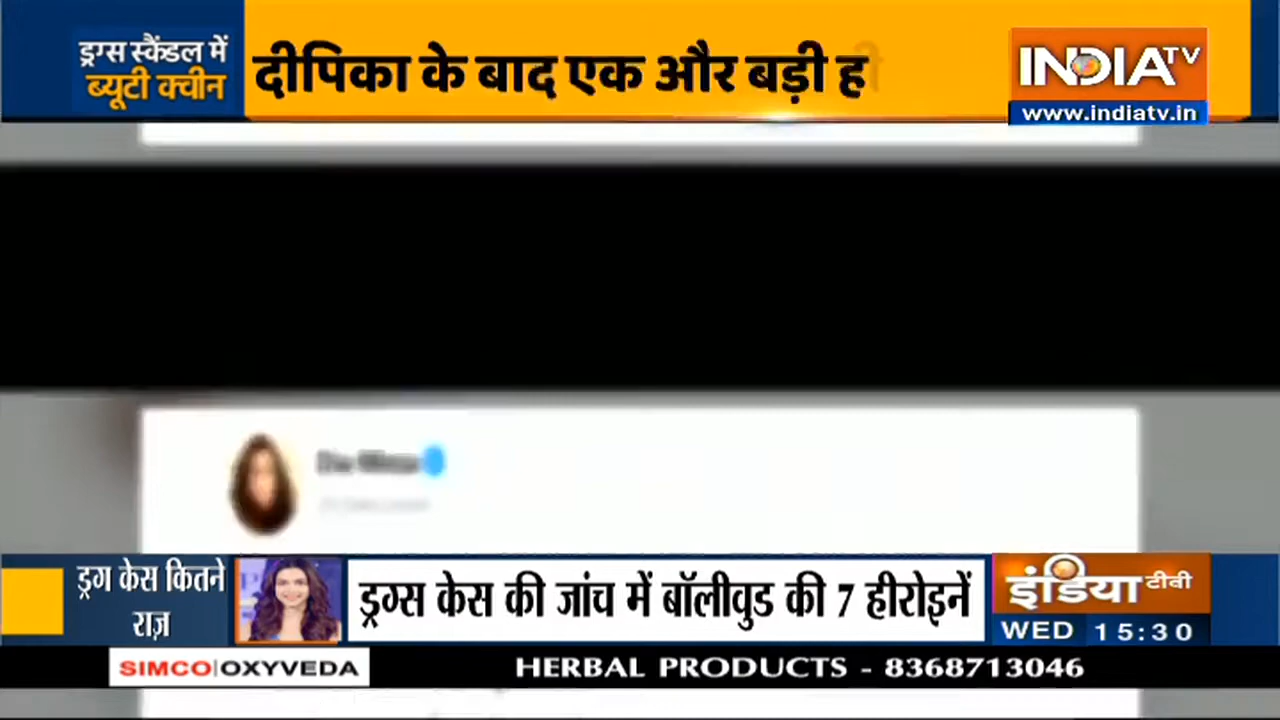 ड्रग्स स्कैंडल में
ब्यूटी क्वीन
दीपिका के बाद एक और बड़ी ह
INDIA TV
www.indiatv.in
ड्रग केस कितने
राज़
ड्रग्स केस की जांच में बॉलीवुड की 7 हीरोइनें
इंडिया टीवी
WED 15:30
SIMCO|OXYVEDA
HERBAL PRODUCTS - 8368713046